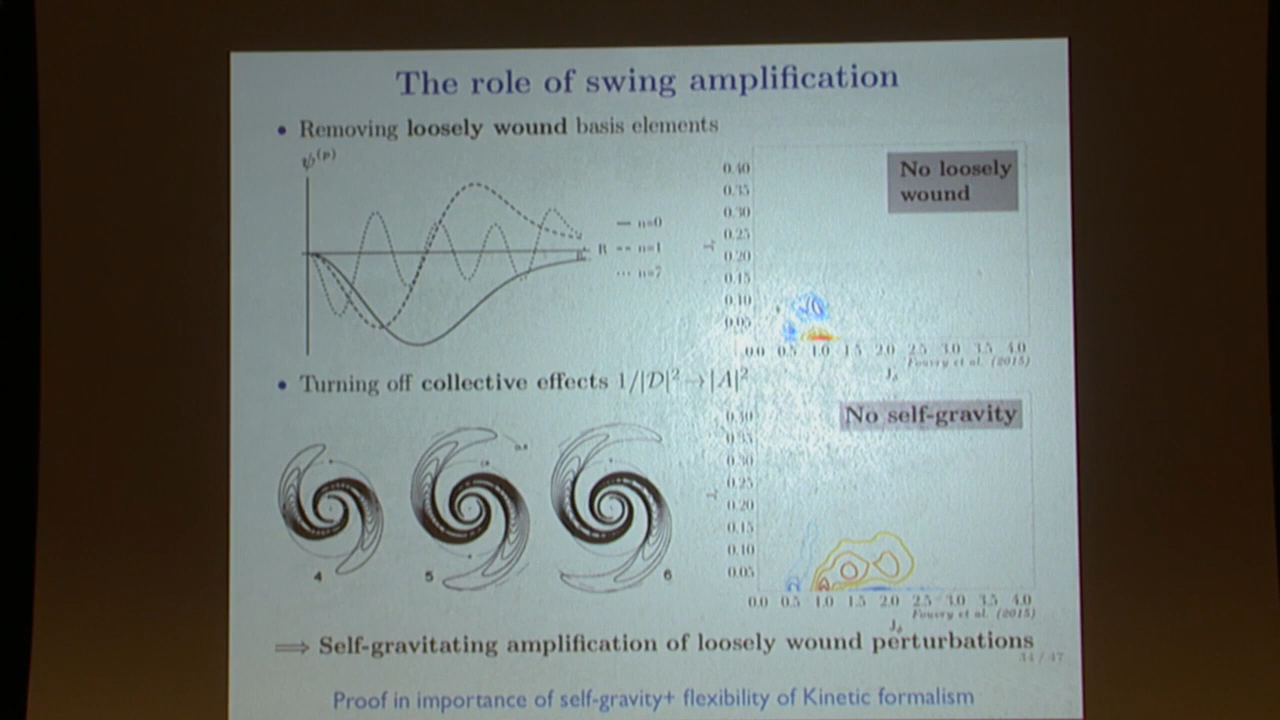 The role of swing amplification
• Removing loosely wound basis elements
ψ(p)
R
n=0
n=1
n=7
No loosely
wound
0.40
0.35
0.30
0.25
0.20
0.15
0.10
0.05
0.0 0.5 1.0 1.5 2.0 2.5 3.0 3.5 4.0
Fouvry et al. (2015)
• Turning off collective effects 1/|D|² → |A|²
4
5
6
No self-gravity
0.40
0.35
0.30
0.25
0.20
0.15
0.10
0.05
0.0 0.5 1.0 1.5 2.0 2.5 3.0 3.5 4.0
Fouvry et al. (2015)
⟹ Self-gravitating amplification of loosely wound perturbations
34 / 47
Proof in importance of self-gravity+ flexibility of Kinetic formalism